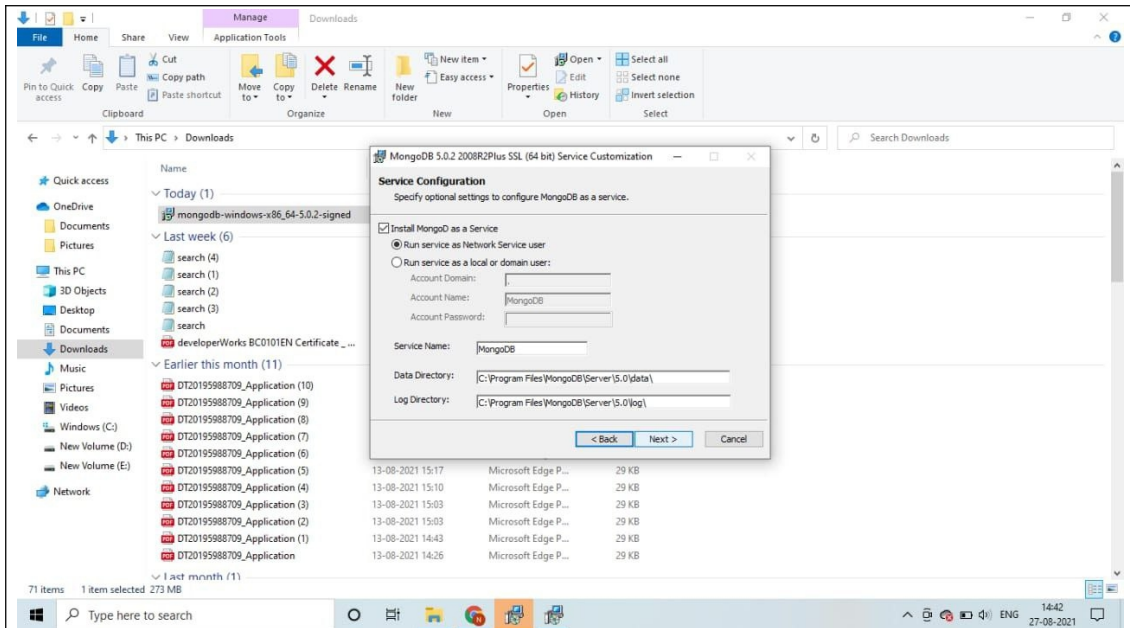 Manage
Downloads
File
Home
Share
View
Application Tools
Pin to Quick access
Copy
Paste
Cut
Copy path
Paste shortcut
Clipboard
Move to
Copy to
Delete
Rename
Organize
New folder
New item
Easy access
New
Properties
Open
Edit
History
Open
Select all
Select none
Invert selection
Select
This PC > Downloads
Search Downloads
Quick access
OneDrive
Documents
Pictures
This PC
3D Objects
Desktop
Documents
Downloads
Music
Pictures
Videos
Windows (C:)
New Volume (D:)
New Volume (E:)
Network
Name
Today (1)
mongodb-windows-x86_64-5.0.2-signed
Last week (6)
search (4)
search (1)
search (2)
search (3)
search
developerWorks BC0101EN Certificate _ ...
Earlier this month (11)
DT20195988709_Application (10)
DT20195988709_Application (9)
DT20195988709_Application (8)
DT20195988709_Application (7)
DT20195988709_Application (6)
DT20195988709_Application (5) 13-08-2021 15:17 Microsoft Edge P... 29 KB
DT20195988709_Application (4) 13-08-2021 15:10 Microsoft Edge P... 29 KB
DT20195988709_Application (3) 13-08-2021 15:03 Microsoft Edge P... 29 KB
DT20195988709_Application (2) 13-08-2021 15:03 Microsoft Edge P... 29 KB
DT20195988709_Application (1) 13-08-2021 14:43 Microsoft Edge P... 29 KB
DT20195988709_Application 13-08-2021 14:26 Microsoft Edge P... 29 KB
Last month (1)
MongoDB 5.0.2 2008R2Plus SSL (64 bit) Service Customization
Service Configuration
Specify optional settings to configure MongoDB as a service.
Install MongoD as a Service
Run service as Network Service user
Run service as a local or domain user:
Account Domain: .
Account Name: MongoDB
Account Password:
Service Name: MongoDB
Data Directory: C:\Program Files\MongoDB\Server\5.0\data\
Log Directory: C:\Program Files\MongoDB\Server\5.0\log\
< Back
Next >
Cancel
71 items 1 item selected 273 MB
Type here to search
ENG
14:42
27-08-2021